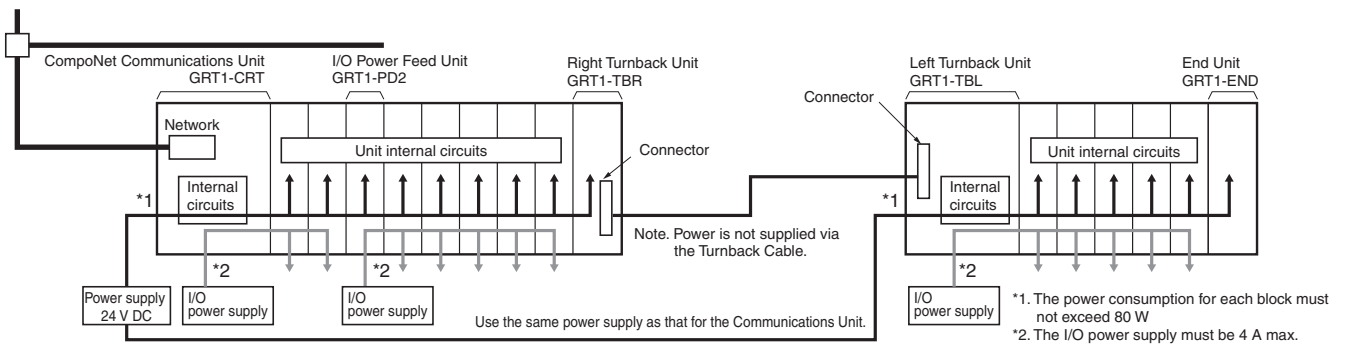 CompoNet Communications Unit
GRT1-CRT
I/O Power Feed Unit
GRT1-PD2
Right Turnback Unit
GRT1-TBR
Left Turnback Unit
GRT1-TBL
End Unit
GRT1-END
Connector
Network
Unit internal circuits
Connector
Unit internal circuits
*1
Internal
circuits
*1
Internal
circuits
Note. Power is not supplied via
the Turnback Cable.
*2
*2
*2
Power supply
24 V DC
I/O
power supply
I/O
power supply
Use the same power supply as that for the Communications Unit.
I/O
power supply
*1. The power consumption for each block must
not exceed 80 W
*2. The I/O power supply must be 4 A max.